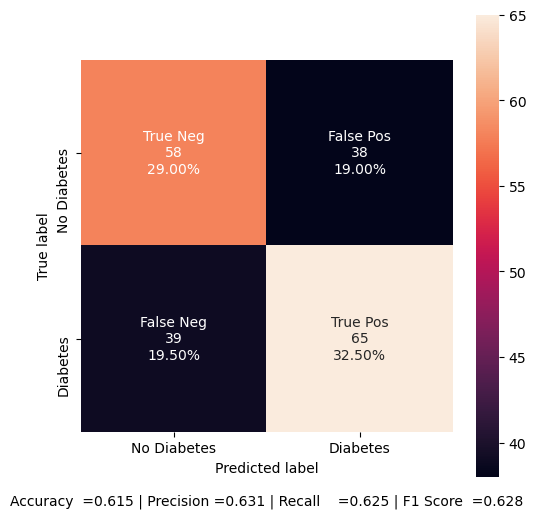 True Neg
58
29.00%
False Pos
38
19.00%
False Neg
39
19.50%
True Pos
65
32.50%
No Diabetes
Diabetes
True label
No Diabetes
Diabetes
Predicted label
65
60
55
50
45
40
Accuracy  =0.615 | Precision =0.631 | Recall    =0.625 | F1 Score  =0.628